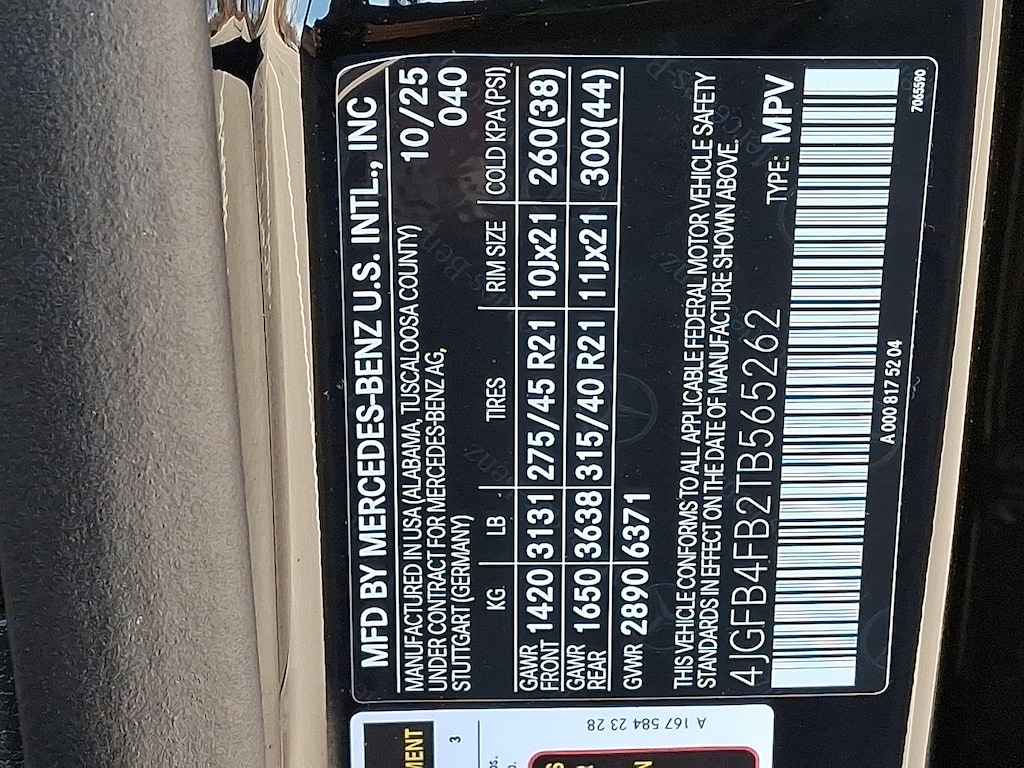 MFD BY MERCEDES-BENZ U.S. INTL., INC
MANUFACTURED IN USA (ALABAMA, TUSCALOOSA COUNTY) 10/25
UNDER CONTRACT FOR MERCEDES-BENZ AG, 040
STUTTGART (GERMANY)
KG LB TIRES RIM SIZE COLD KPA(PSI)
GAWR FRONT 1420 3131 275/45 R21 10Jx21 260(38)
GAWR REAR 1650 3638 315/40 R21 11Jx21 300(44)
GVWR 2890 6371
THIS VEHICLE CONFORMS TO ALL APPLICABLE FEDERAL MOTOR VEHICLE SAFETY
STANDARDS IN EFFECT ON THE DATE OF MANUFACTURE SHOWN ABOVE.
4JGFB4FB2TB565262 TYPE: MPV
A 000 817 52 04
7065590
A 167 584 23 28
3